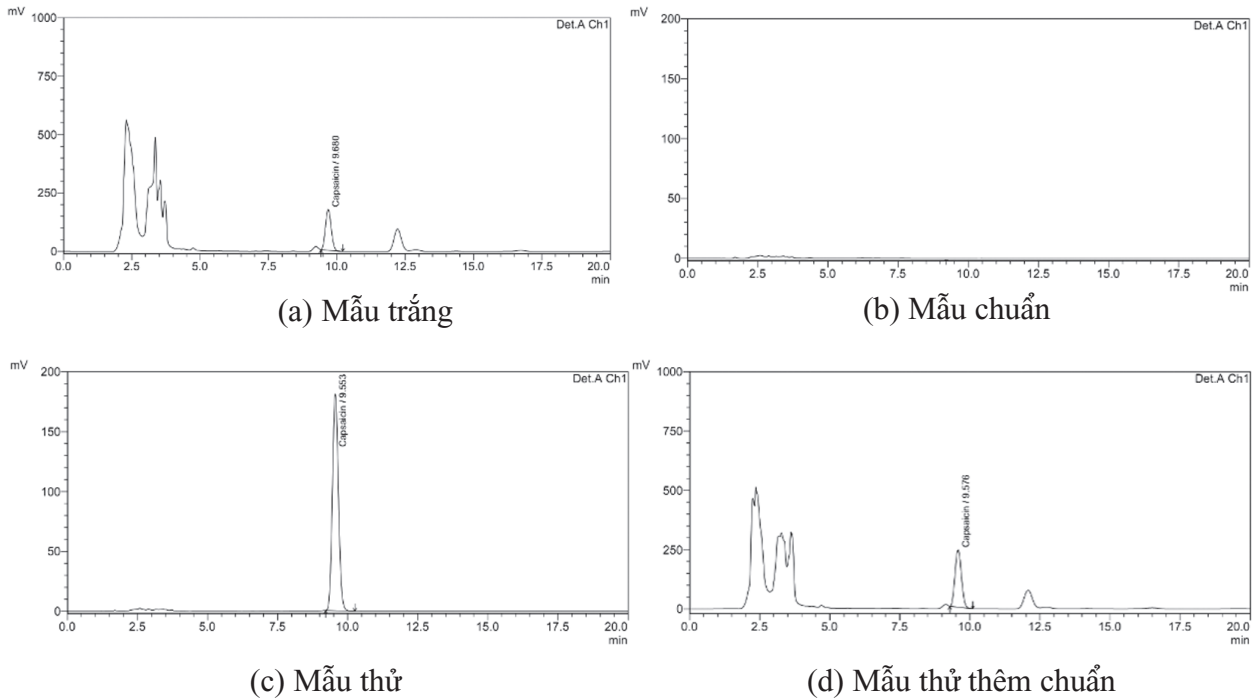 mV
1000
Det.A Ch1
750
500
250
0
Capsaicin / 9.680
0.0 2.5 5.0 7.5 10.0 12.5 15.0 17.5 20.0
min
(a) Mẫu trắng
mV
200
Det.A Ch1
150
100
50
0
0.0 2.5 5.0 7.5 10.0 12.5 15.0 17.5 20.0
min
(b) Mẫu chuẩn
mV
200
Det.A Ch1
150
100
50
0
Capsaicin / 9.553
0.0 2.5 5.0 7.5 10.0 12.5 15.0 17.5 20.0
min
(c) Mẫu thử
mV
1000
Det.A Ch1
750
500
250
0
Capsaicin / 9.576
0.0 2.5 5.0 7.5 10.0 12.5 15.0 17.5 20.0
min
(d) Mẫu thử thêm chuẩn